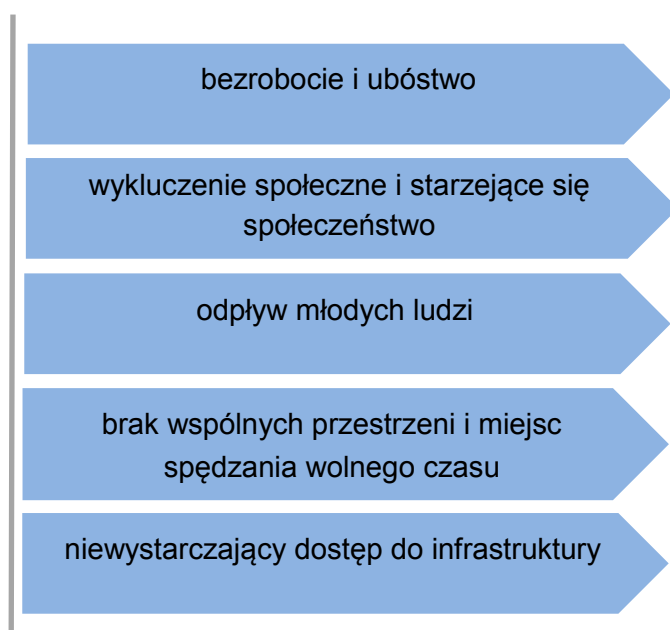 bezrobocie i ubóstwo
wykluczenie społeczne i starzejące się
społeczeństwo
odpływ młodych ludzi
brak wspólnych przestrzeni i miejsc
spędzania wolnego czasu
niewystarczający dostęp do infrastruktury